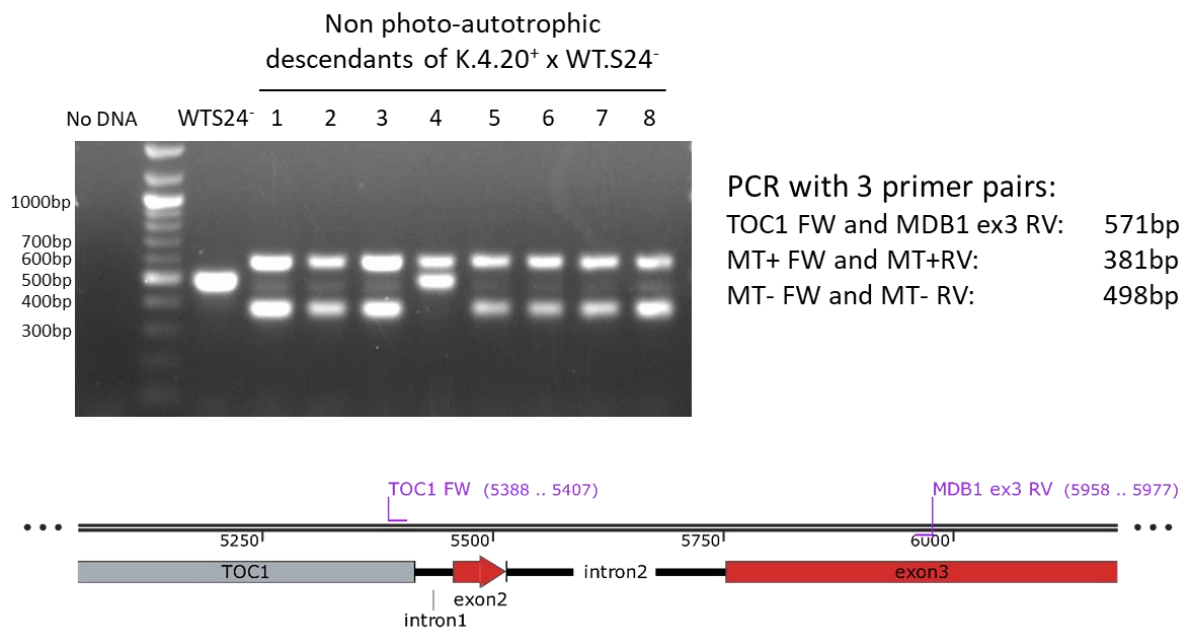 Non photo-autotrophic
descendants of K.4.20⁺ x WT.S24⁻
No DNA WTS24⁻ 1 2 3 4 5 6 7 8
1000bp
700bp
600bp
500bp
400bp
300bp
PCR with 3 primer pairs:
TOC1 FW and MDB1 ex3 RV: 571bp
MT+ FW and MT+RV: 381bp
MT- FW and MT- RV: 498bp
TOC1 FW (5388 .. 5407) MDB1 ex3 RV (5958 .. 5977)
5250 5500 5750 6000
TOC1 intron2 exon3
exon2
intron1